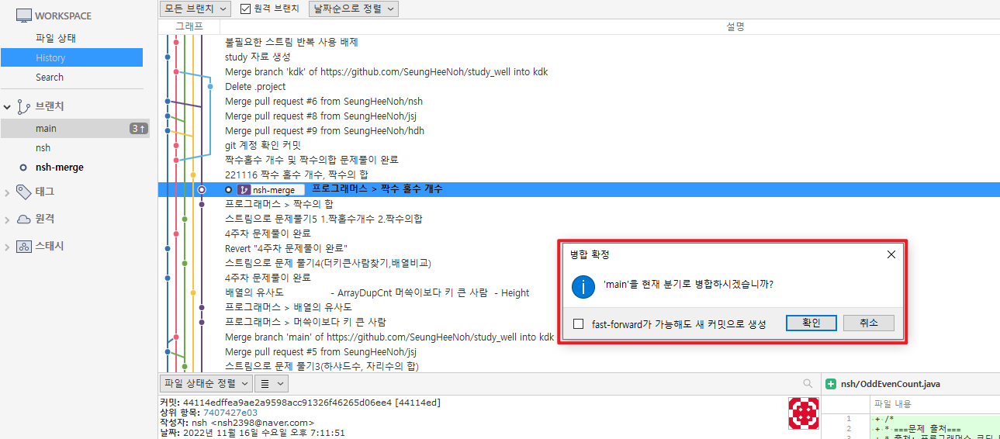 WORKSPACE
파일 상태
History
Search
브랜치
main 3↑
nsh
nsh-merge
태그
원격
스태시
모든 브랜치 원격 브랜치 날짜순으로 정렬
그래프 설명
불필요한 스트림 반복 사용 배제
study 자료 생성
Merge branch 'kdk' of https://github.com/SeungHeeNoh/study_well into kdk
Delete .project
Merge pull request #6 from SeungHeeNoh/nsh
Merge pull request #8 from SeungHeeNoh/jsj
Merge pull request #9 from SeungHeeNoh/hdh
git 계정 확인 커밋
짝수홀수 개수 및 짝수의합 문제풀이 완료
221116 짝수 홀수 개수, 짝수의 합
nsh-merge 프로그래머스 > 짝수 홀수 개수
프로그래머스 > 짝수의 합
스트림으로 문제풀기5 1.짝홀수개수 2.짝수의합
4주차 문제풀이 완료
Revert "4주차 문제풀이 완료"
스트림으로 문제 풀기4(더키큰사람찾기,배열비교)
4주차 문제풀이 완료
배열의 유사도 - ArrayDupCnt 머쓱이보다 키 큰 사람 - Height
프로그래머스 > 배열의 유사도
프로그래머스 > 머쓱이보다 키 큰 사람
Merge branch 'main' of https://github.com/SeungHeeNoh/study_well into kdk
Merge pull request #5 from SeungHeeNoh/jsj
스트림으로 문제 풀기3(하샤드수, 자리수의 합)
병합 확정
'main'을 현재 분기로 병합하시겠습니까?
fast-forward가 가능해도 새 커밋으로 생성 확인 취소
파일 상태순 정렬
커밋: 44114edffea9ae2a9598acc91326f46265d06ee4 [44114ed]
상위 항목: 7407427e03
작성자: nsh <nsh2398@naver.com>
날짜: 2022년 11월 16일 수요일 오후 7:11:51
nsh/OddEvenCount.java
파일 내용
1 + /*
2 + * ===문제 출처===
3 + * 출처: 프로그래머스 코딩